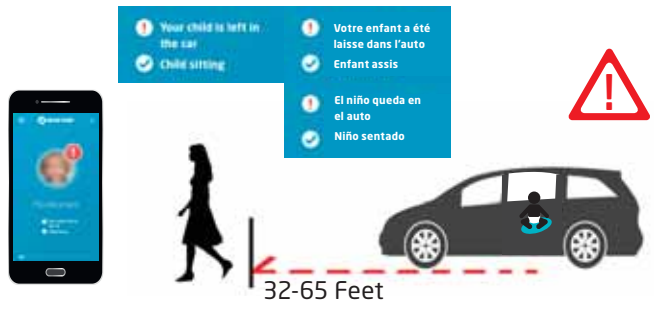 Your child is left in
the car
Child sitting
Votre enfant a été
laisse dans l'auto
Enfant assis
El niño queda en
el auto
Niño sentado
32-65 Feet